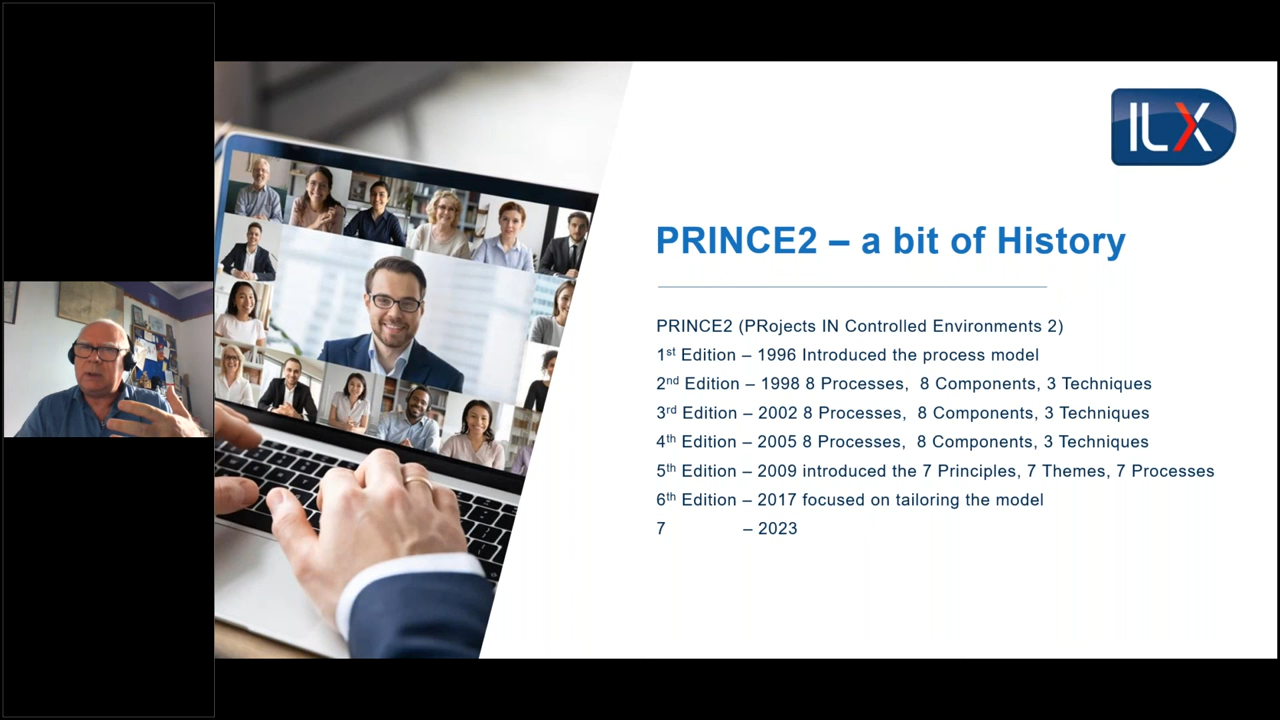 ILX
PRINCE2 – a bit of History
PRINCE2 (PRojects IN Controlled Environments 2)
1st Edition – 1996 Introduced the process model
2nd Edition – 1998 8 Processes,  8 Components, 3 Techniques
3rd Edition – 2002 8 Processes,  8 Components, 3 Techniques
4th Edition – 2005 8 Processes,  8 Components, 3 Techniques
5th Edition – 2009 introduced the 7 Principles, 7 Themes, 7 Processes
6th Edition – 2017 focused on tailoring the model
7 – 2023